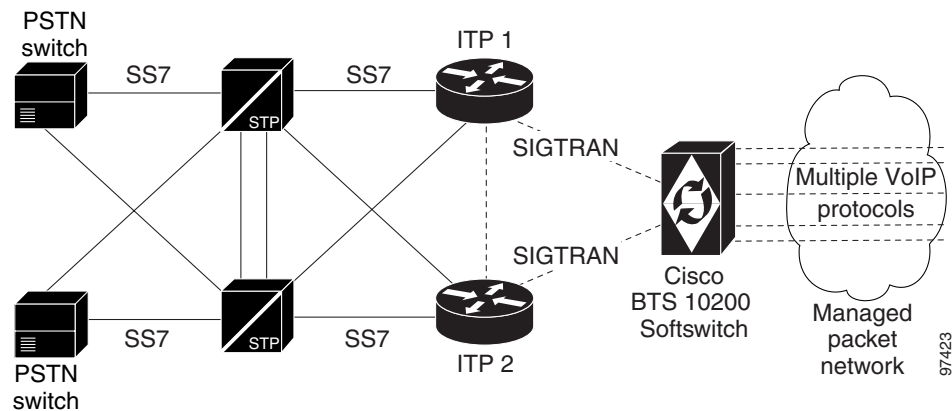 PSTN
switch
SS7
STP
SS7
ITP 1
SIGTRAN
Multiple VoIP
protocols
SIGTRAN
Cisco
BTS 10200
Softswitch
Managed
packet
network
PSTN
switch
SS7
STP
SS7
ITP 2
97423